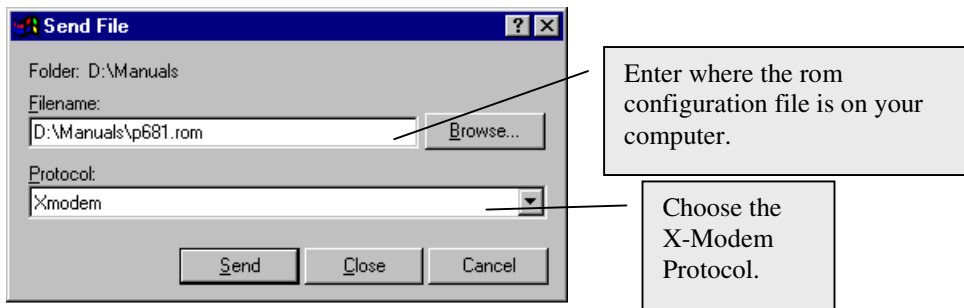 Send File
Folder: D:\Manuals
Filename:
D:\Manuals\p681.rom
Browse...
Protocol:
Xmodem
Send Close Cancel
Enter where the rom
configuration file is on your
computer.
Choose the
X-Modem
Protocol.